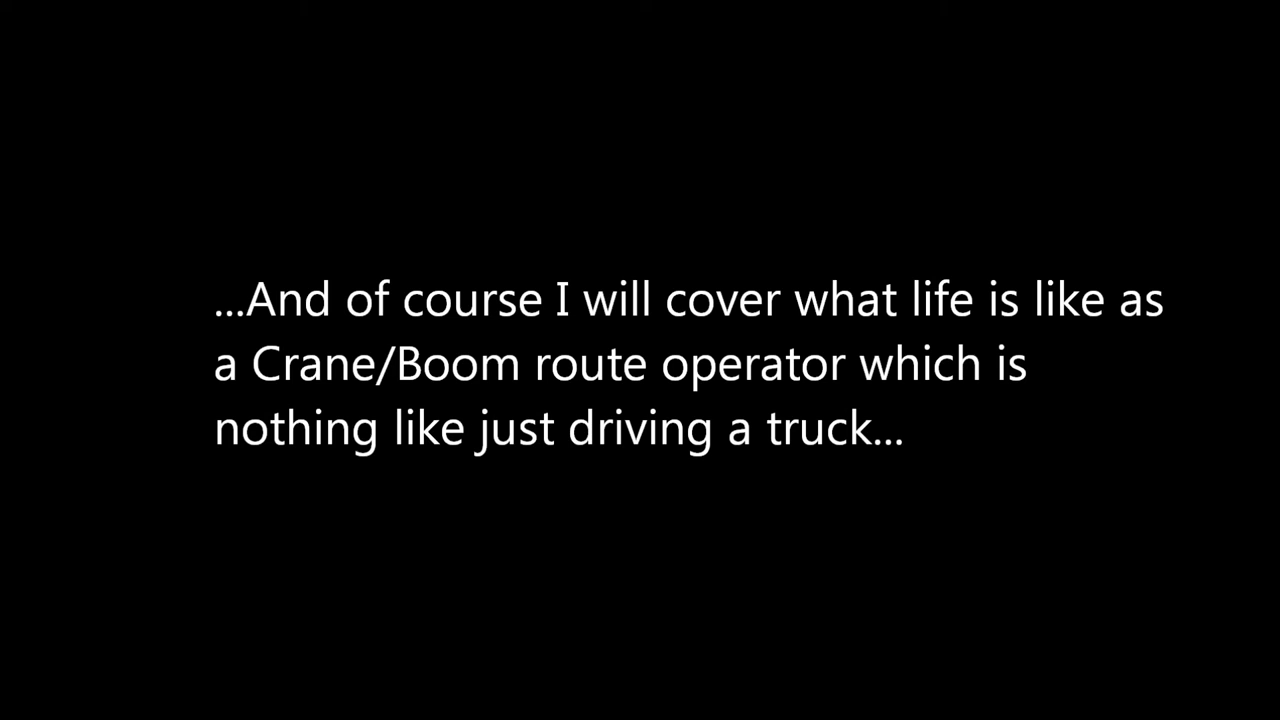 ...And of course I will cover what life is like as
a Crane/Boom route operator which is
nothing like just driving a truck...